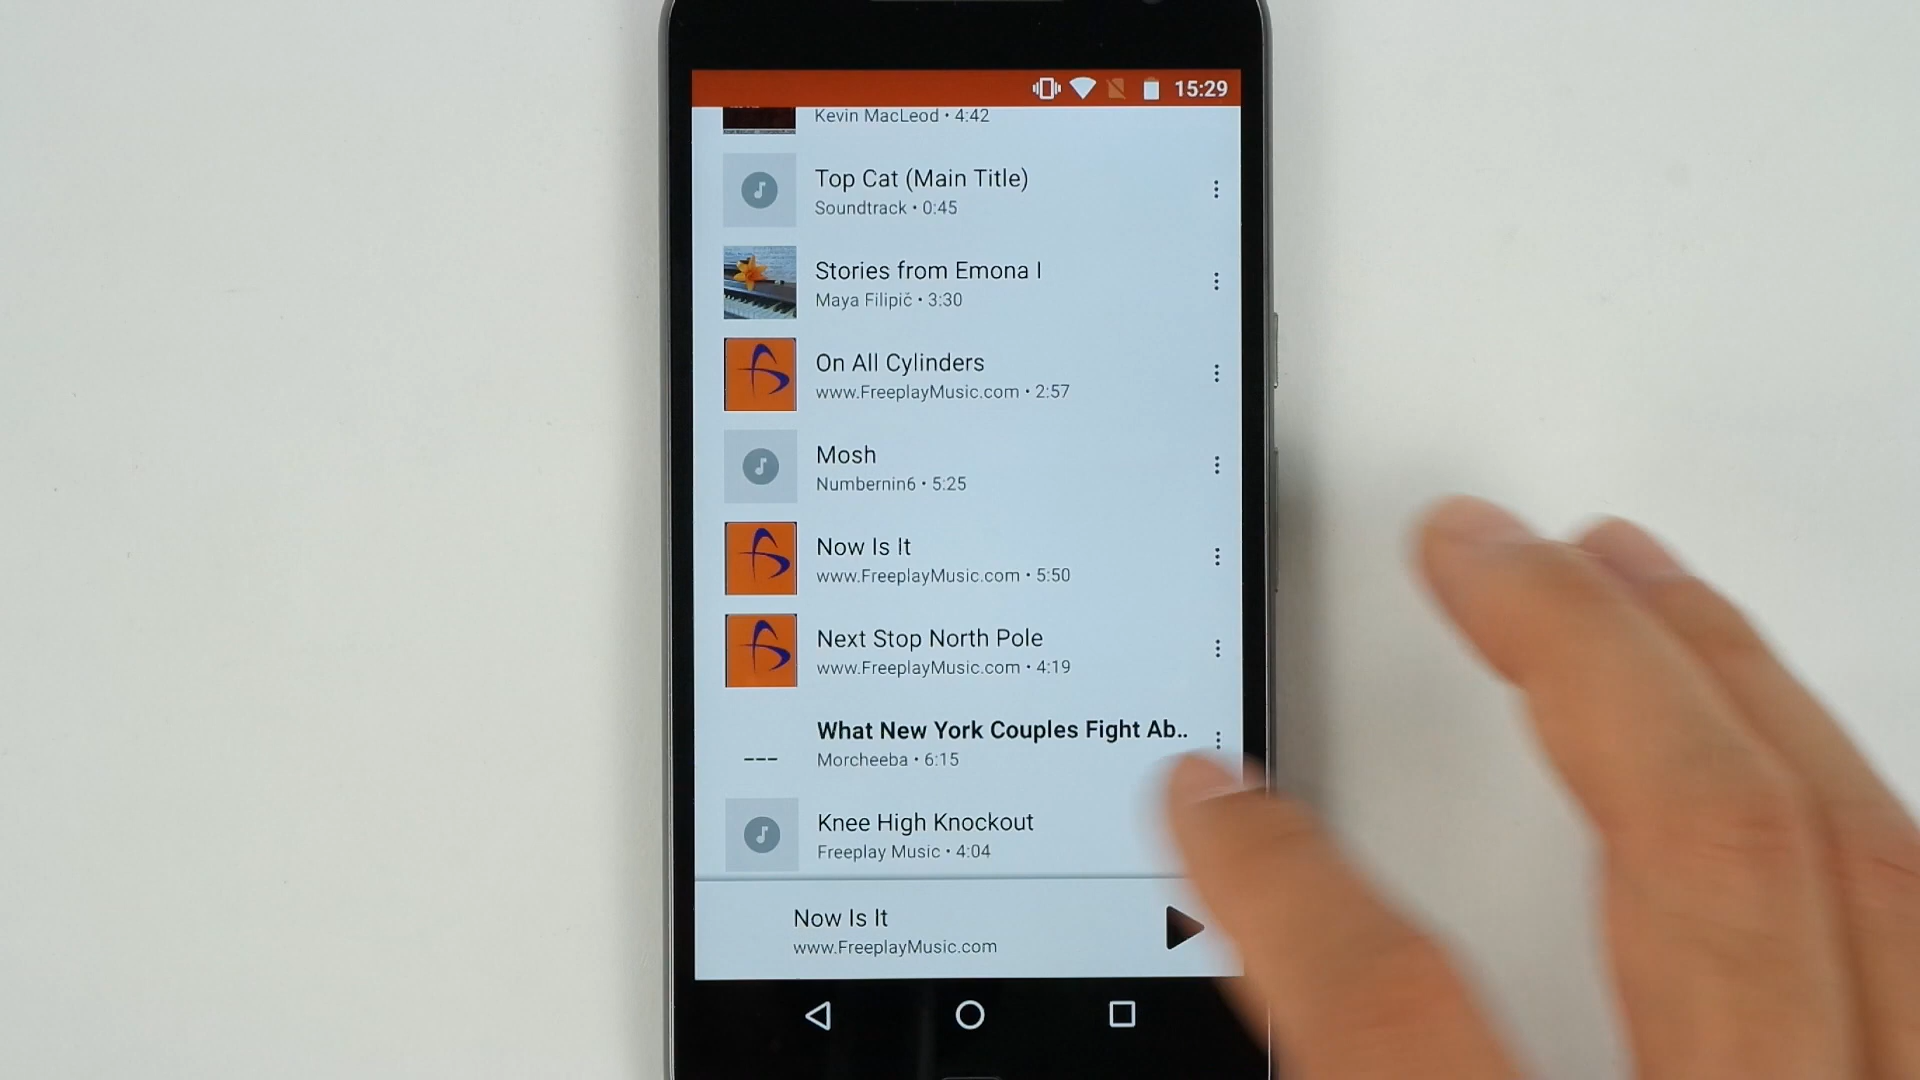 15:29
Kevin MacLeod • 4:42
Top Cat (Main Title)
Soundtrack • 0:45
Stories from Emona I
Maya Filipič • 3:30
On All Cylinders
www.FreeplayMusic.com • 2:57
Mosh
Numbernin6 • 5:25
Now Is It
www.FreeplayMusic.com • 5:50
Next Stop North Pole
www.FreeplayMusic.com • 4:19
What New York Couples Fight Ab..
Morcheeba • 6:15
Knee High Knockout
Freeplay Music • 4:04
Now Is It
www.FreeplayMusic.com